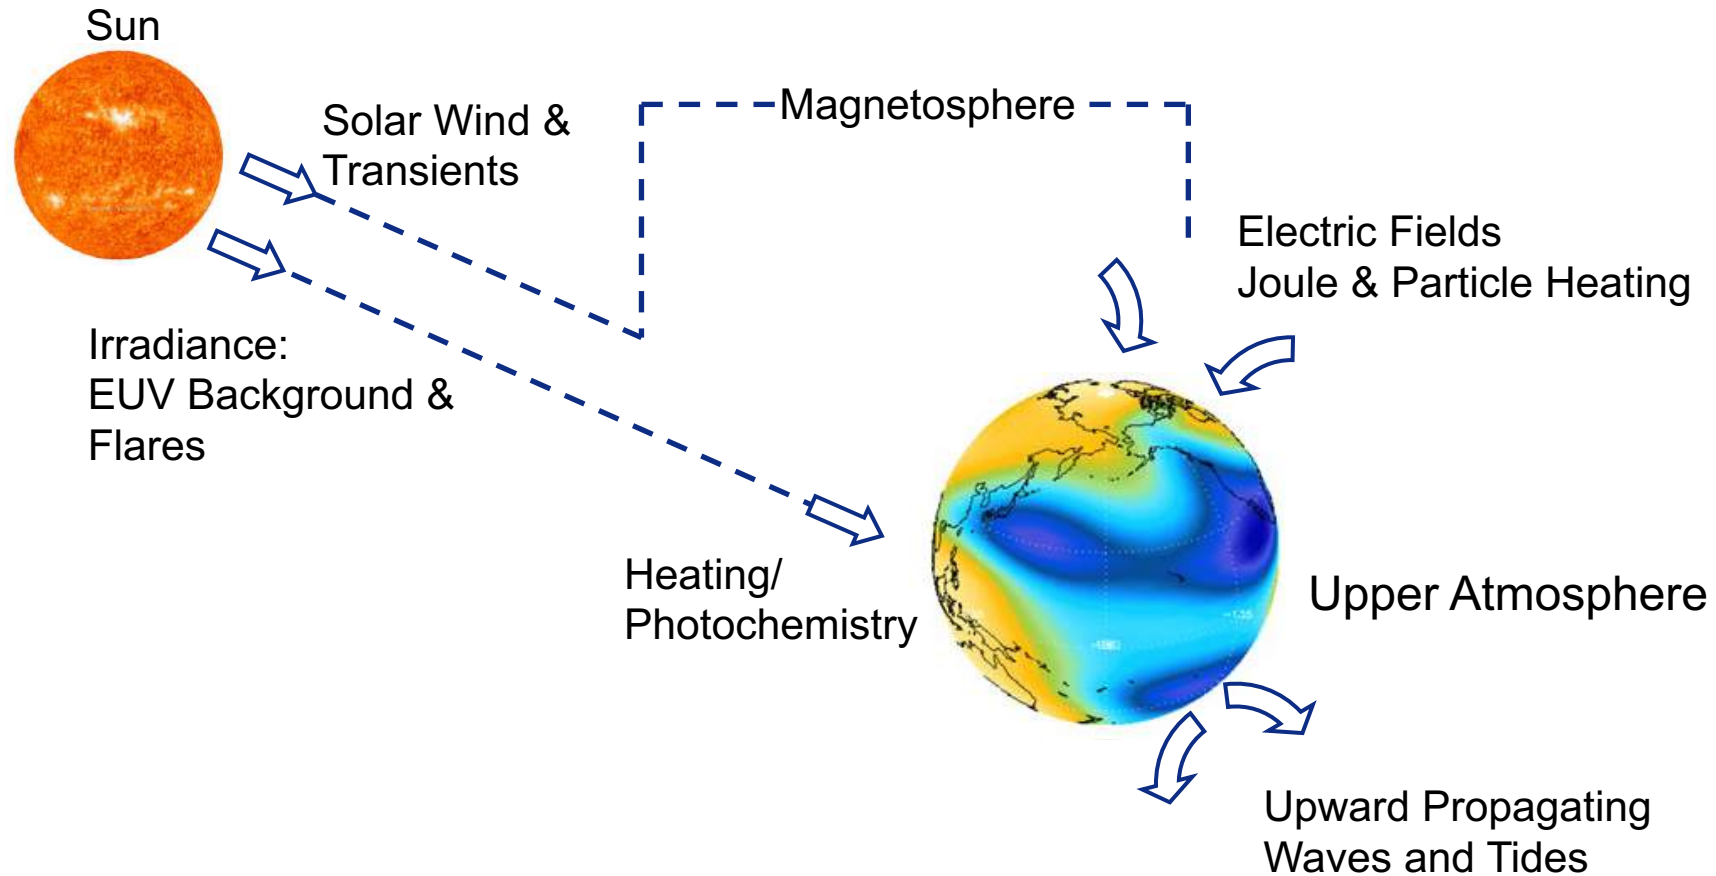 Sun
Solar Wind &
Transients
Magnetosphere
Electric Fields
Joule & Particle Heating
Irradiance:
EUV Background &
Flares
Heating/
Photochemistry
Upper Atmosphere
Upward Propagating
Waves and Tides